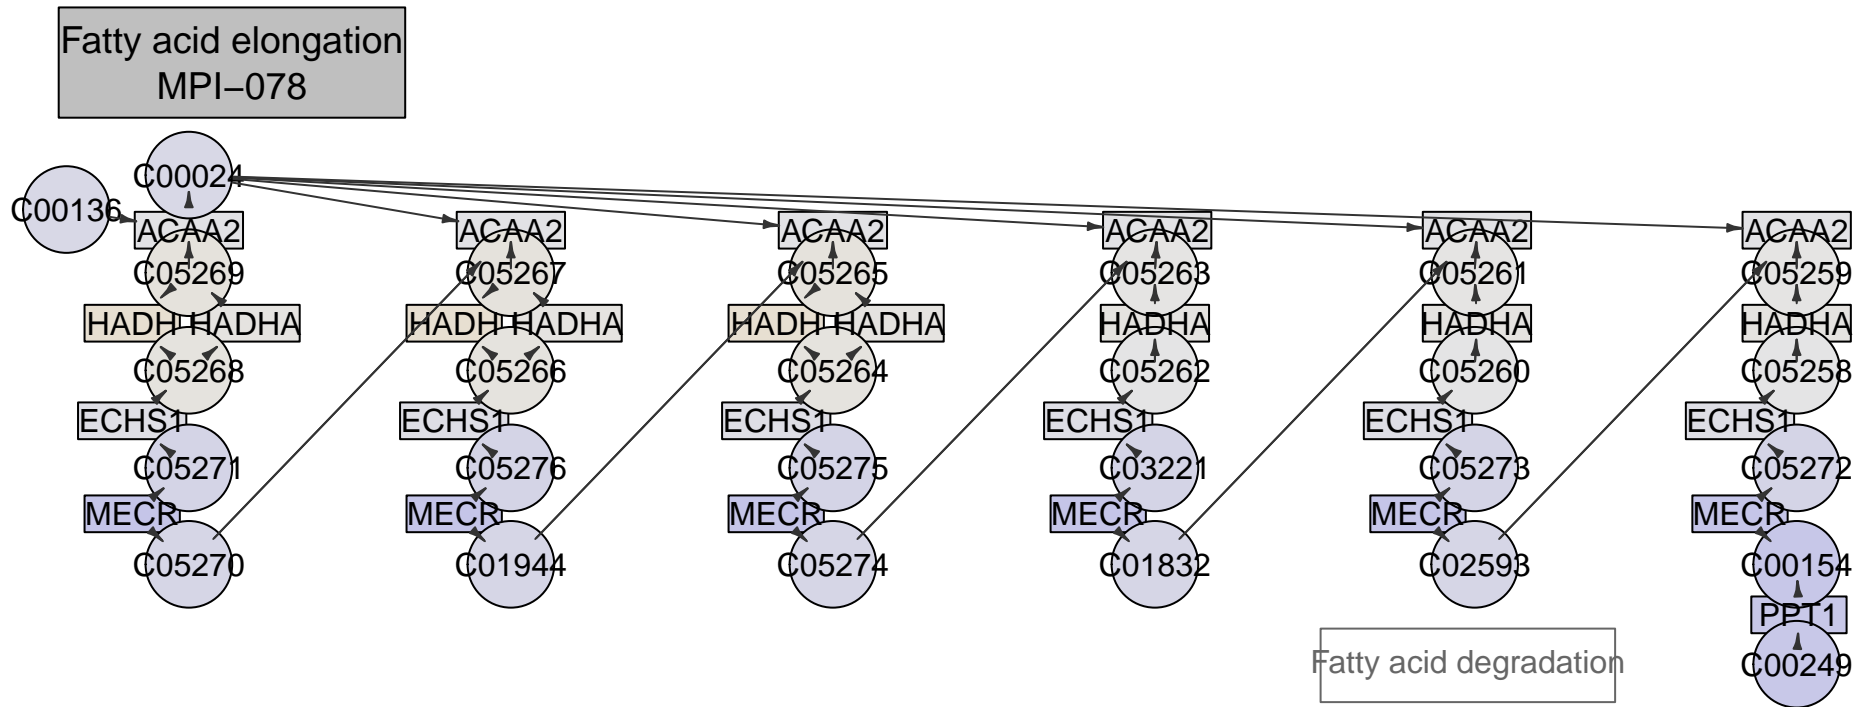 Fatty acid elongation
MPI−078
C00024
C00136
ACAA2 ACAA2 ACAA2 ACAA2 ACAA2 ACAA2
C05269 C05267 C05265 C05263 C05261 C05259
HADH HADHA HADH HADHA HADH HADHA HADHA HADHA HADHA
C05268 C05266 C05264 C05262 C05260 C05258
ECHS1 ECHS1 ECHS1 ECHS1 ECHS1 ECHS1
C05271 C05276 C05275 C03221 C05273 C05272
MECR MECR MECR MECR MECR MECR
C05270 C01944 C05274 C01832 C02593 C00154
PPT1
Fatty acid degradation C00249